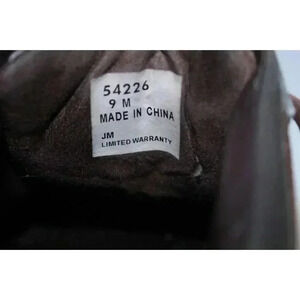 54226
9 M
MADE IN CHINA
JM
LIMITED WARRANTY